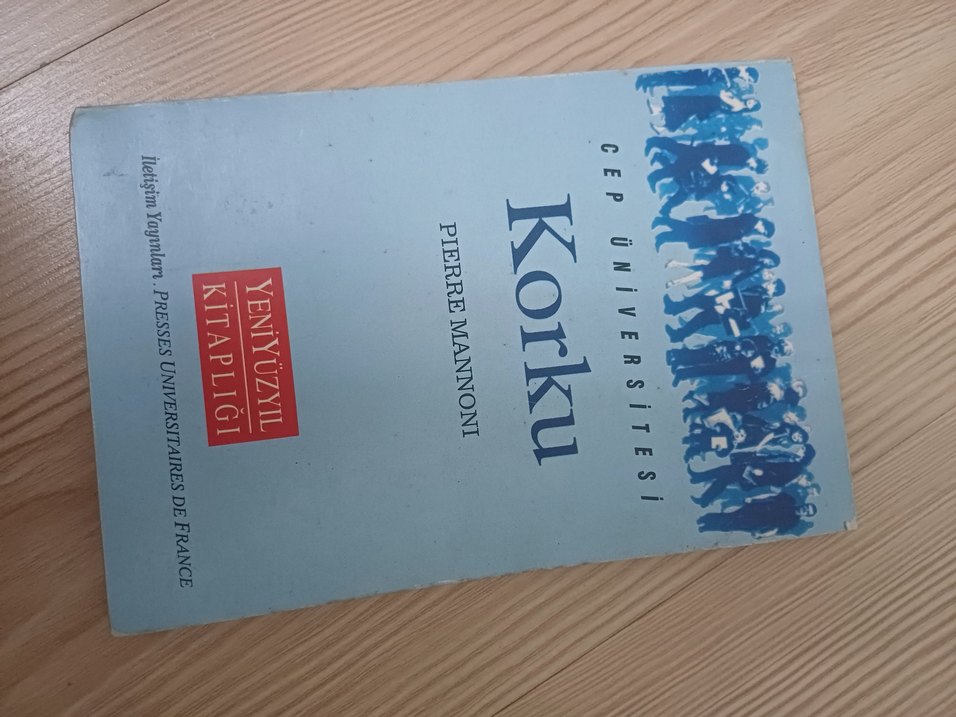 CEP ÜNİVERSİTESİ
Korku
PIERRE MANNONI
YENİYÜZYIL
KİTAPLIĞI
İletişim Yayınları . PRESSES UNIVERSITAIRES DE FRANCE